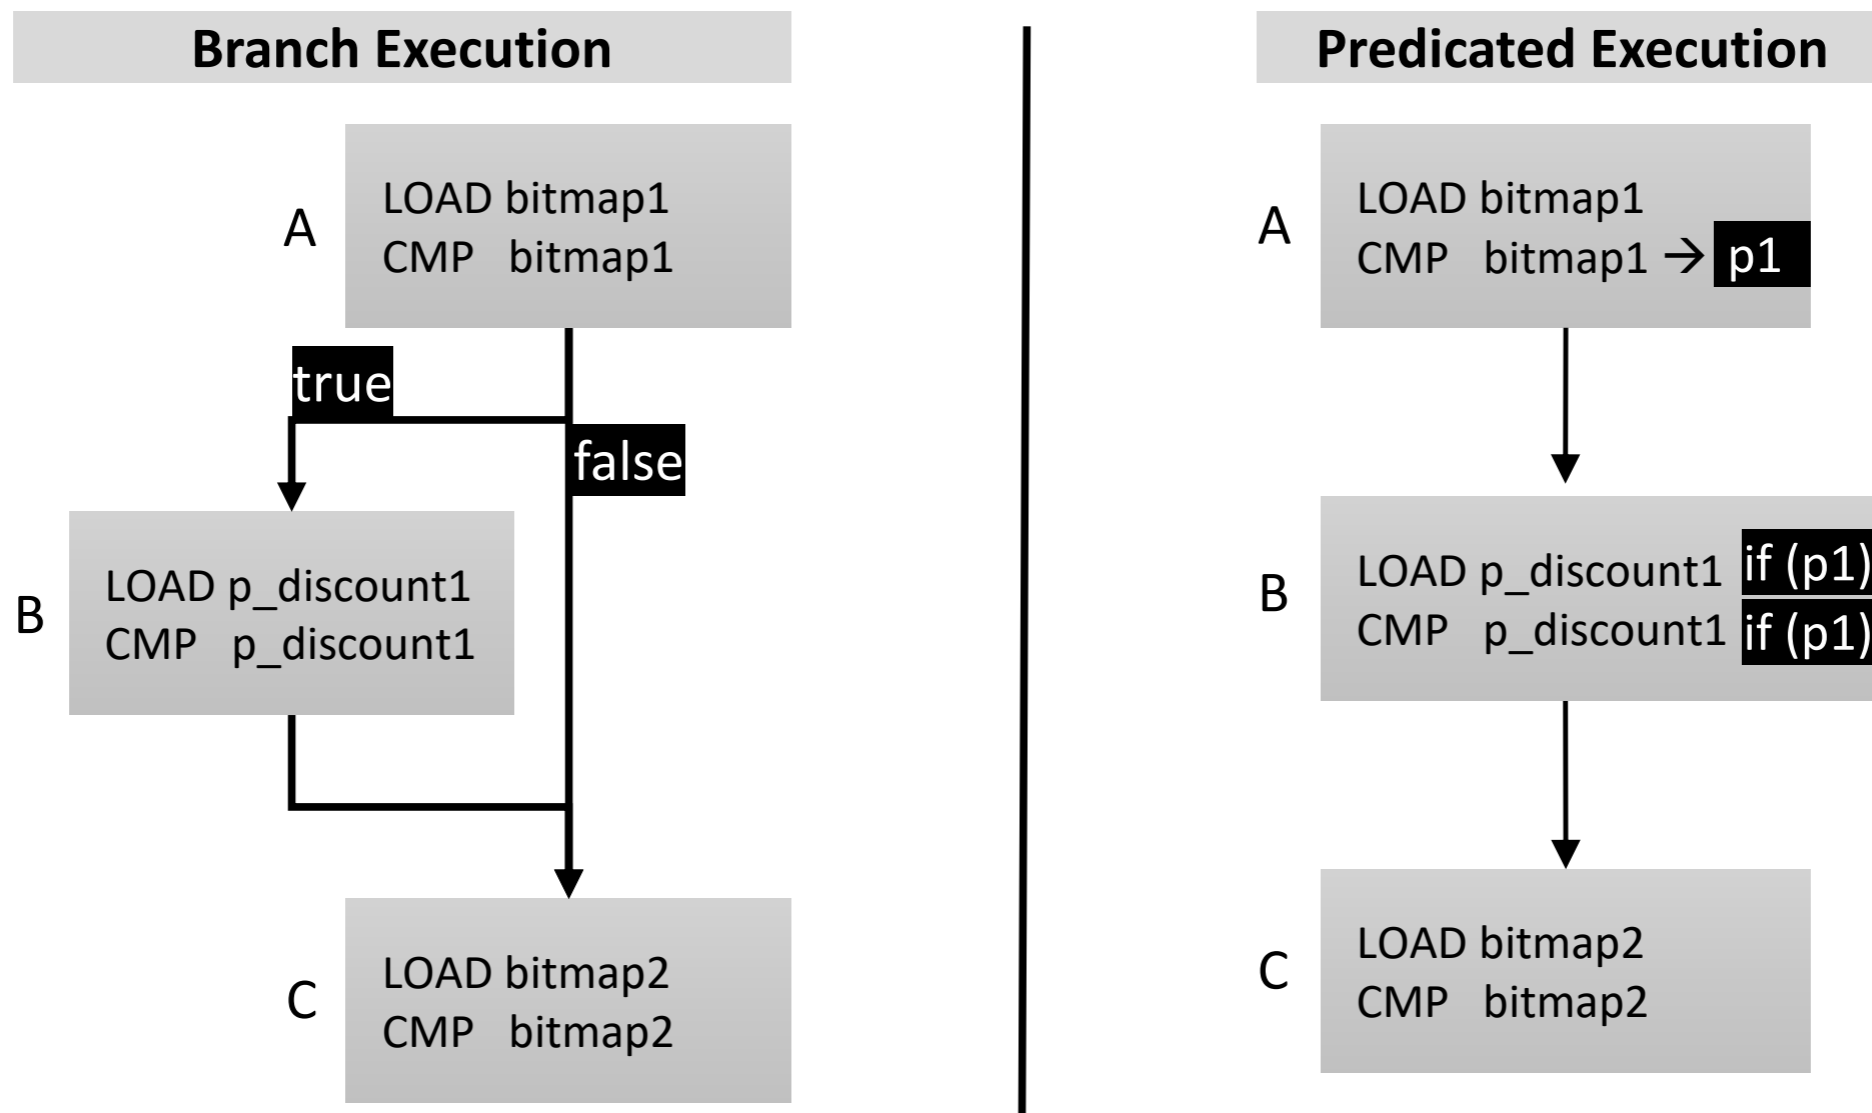 Branch Execution
A
LOAD bitmap1
CMP bitmap1
true
false
B
LOAD p_discount1
CMP p_discount1
C
LOAD bitmap2
CMP bitmap2
Predicated Execution
A
LOAD bitmap1
CMP bitmap1 → p1
B
LOAD p_discount1 if (p1)
CMP p_discount1 if (p1)
C
LOAD bitmap2
CMP bitmap2